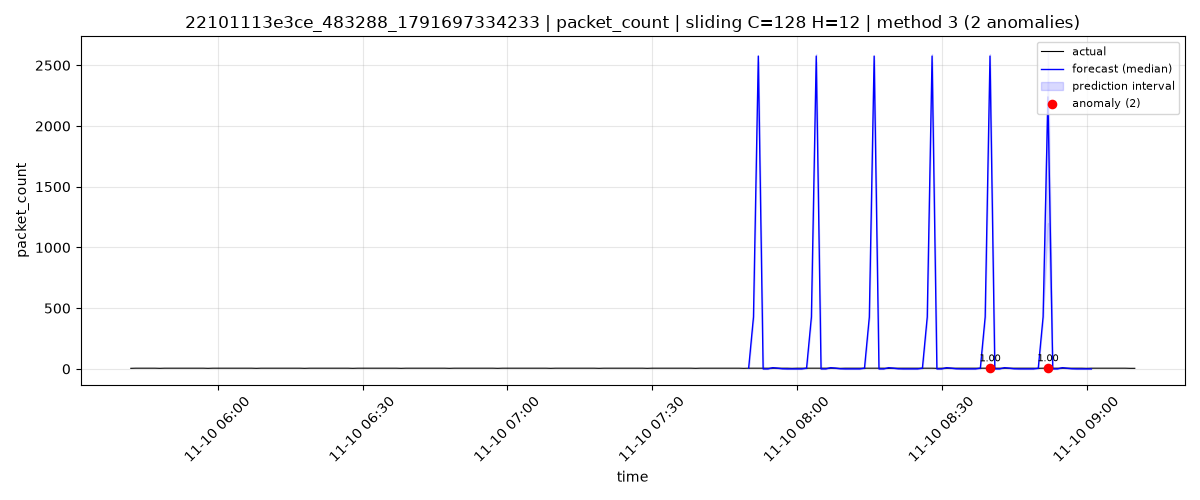 22101113e3ce_483288_1791697334233 | packet_count | sliding C=128 H=12 | method 3 (2 anomalies)
actual
forecast (median)
prediction interval
anomaly (2)
packet_count
2500
2000
1500
1000
500
0
1.00
1.00
11-10 06:00
11-10 06:30
11-10 07:00
11-10 07:30
11-10 08:00
11-10 08:30
11-10 09:00
time